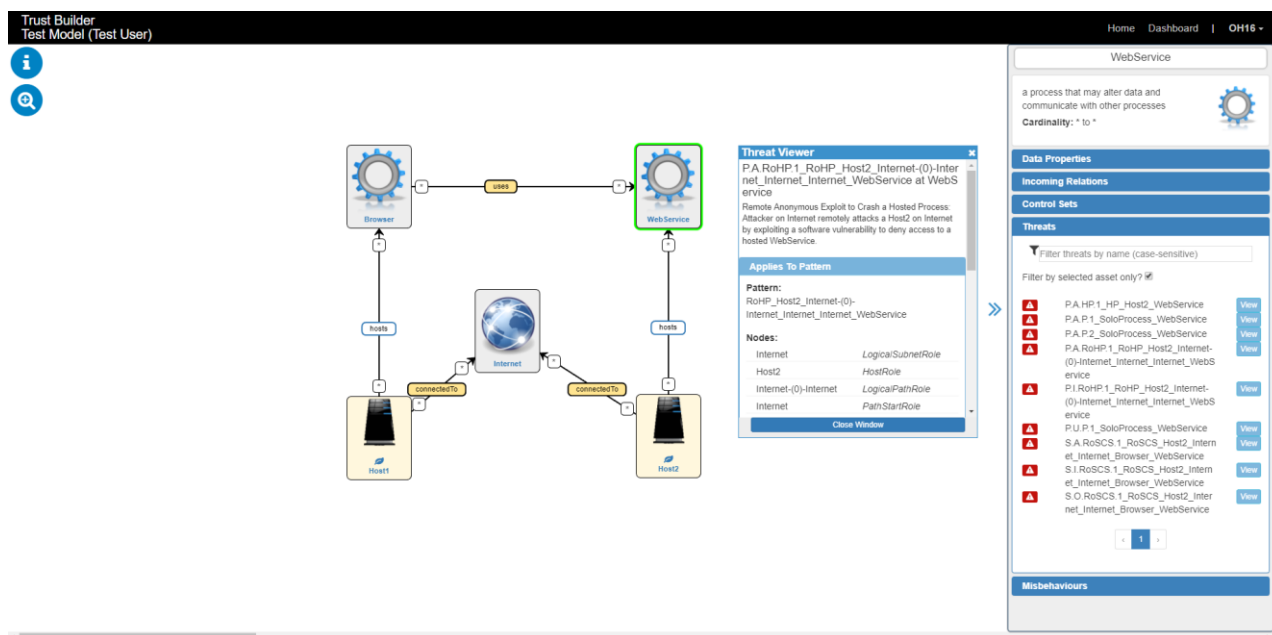 Trust Builder
Test Model (Test User)
Home Dashboard | OH16
i
Browser
uses
WebService
*
*
*
*
hosts
hosts
Internet
*
*
*
*
connectedTo
connectedTo
*
*
Host1
Host2
Threat Viewer
P.A.RoHP.1_RoHP_Host2_Internet-(0)-Inter
net_Internet_Internet_WebService at WebS
ervice
Remote Anonymous Exploit to Crash a Hosted Process:
Attacker on Internet remotely attacks a Host2 on Internet
by exploiting a software vulnerability to deny access to a
hosted WebService.
Applies To Pattern
Pattern:
RoHP_Host2_Internet-(0)-
Internet_Internet_Internet_WebService
Nodes:
Internet LogicalSubnetRole
Host2 HostRole
Internet-(0)-Internet LogicalPathRole
Internet PathStartRole
Close Window
WebService
a process that may alter data and
communicate with other processes
Cardinality: * to *
Data Properties
Incoming Relations
Control Sets
Threats
Filter threats by name (case-sensitive)
Filter by selected asset only?
P.A.HP.1_HP_Host2_WebService View
P.A.P.1_SoloProcess_WebService View
P.A.P.2_SoloProcess_WebService View
P.A.RoHP.1_RoHP_Host2_Internet- View
(0)-Internet_Internet_Internet_WebS
ervice
P.I.RoHP.1_RoHP_Host2_Internet- View
(0)-Internet_Internet_Internet_WebS
ervice
P.U.P.1_SoloProcess_WebService View
S.A.RoSCS.1_RoSCS_Host2_Intern View
et_Internet_Browser_WebService
S.I.RoSCS.1_RoSCS_Host2_Intern View
et_Internet_Browser_WebService
S.O.RoSCS.1_RoSCS_Host2_Inter View
net_Internet_Browser_WebService
‹ 1 ›
Misbehaviours